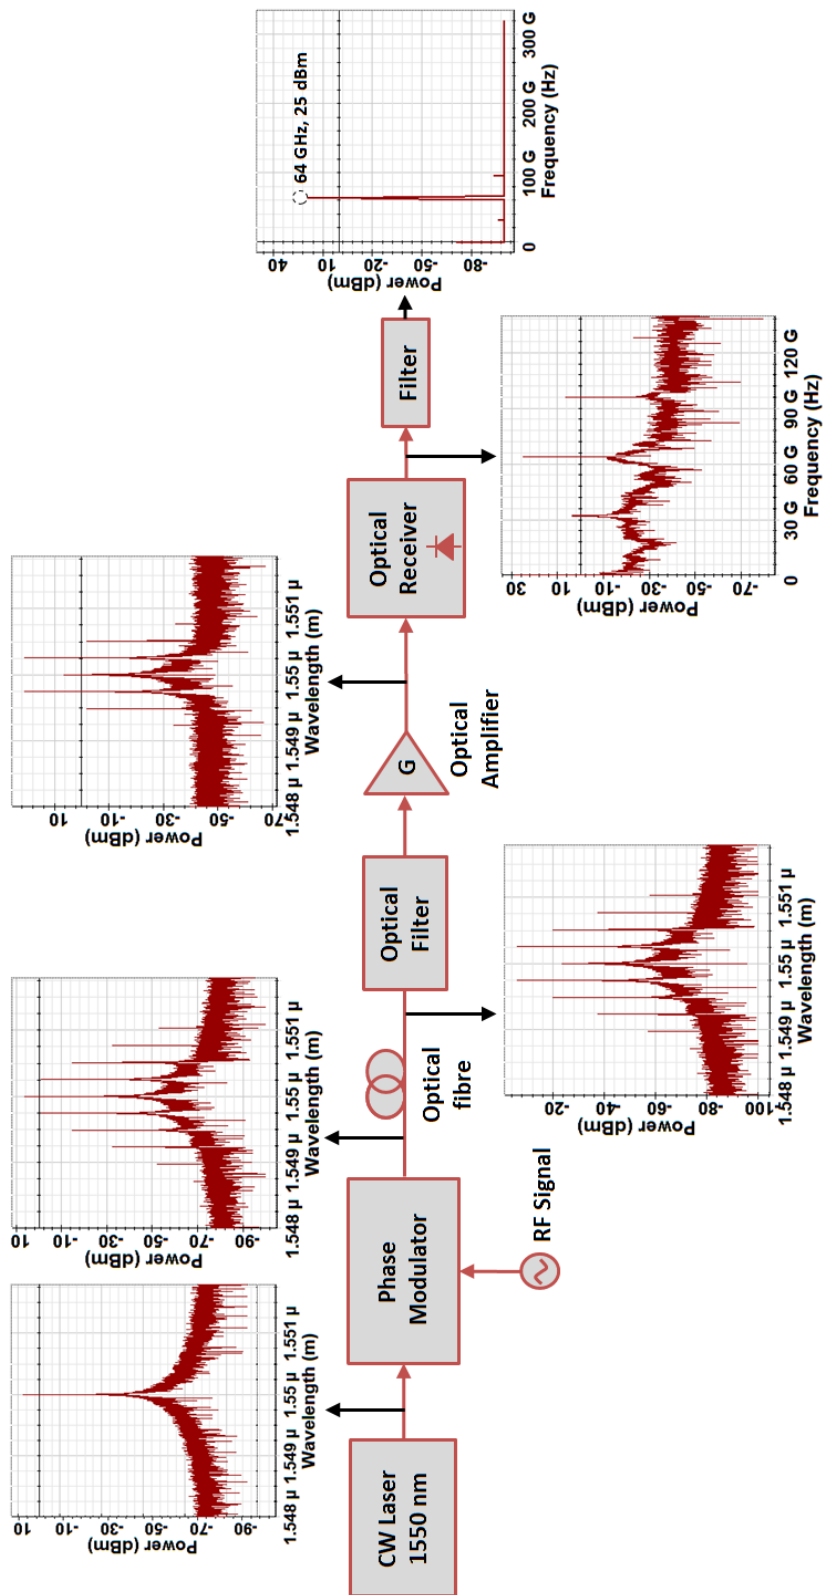 Power (dBm)
10
-10
-30
-50
-70
-90
1.548 µ 1.549 µ 1.55 µ 1.551 µ
Wavelength (m)
Power (dBm)
10
-10
-30
-50
-70
-90
1.548 µ 1.549 µ 1.55 µ 1.551 µ
Wavelength (m)
Power (dBm)
10
-10
-30
-50
-70
1.548 µ 1.549 µ 1.55 µ 1.551 µ
Wavelength (m)
CW Laser
1550 nm
Phase
Modulator
RF Signal
Optical
fibre
Optical
Filter
G
Optical
Amplifier
Optical
Receiver
Filter
64 GHz, 25 dBm
Power (dBm)
40
10
-20
-50
-80
0 100 G 200 G 300 G
Frequency (Hz)
Power (dBm)
-20
-40
-60
-80
-100
1.548 µ 1.549 µ 1.55 µ 1.551 µ
Wavelength (m)
Power (dBm)
30
10
-10
-30
-50
-70
0 30 G 60 G 90 G 120 G
Frequency (Hz)